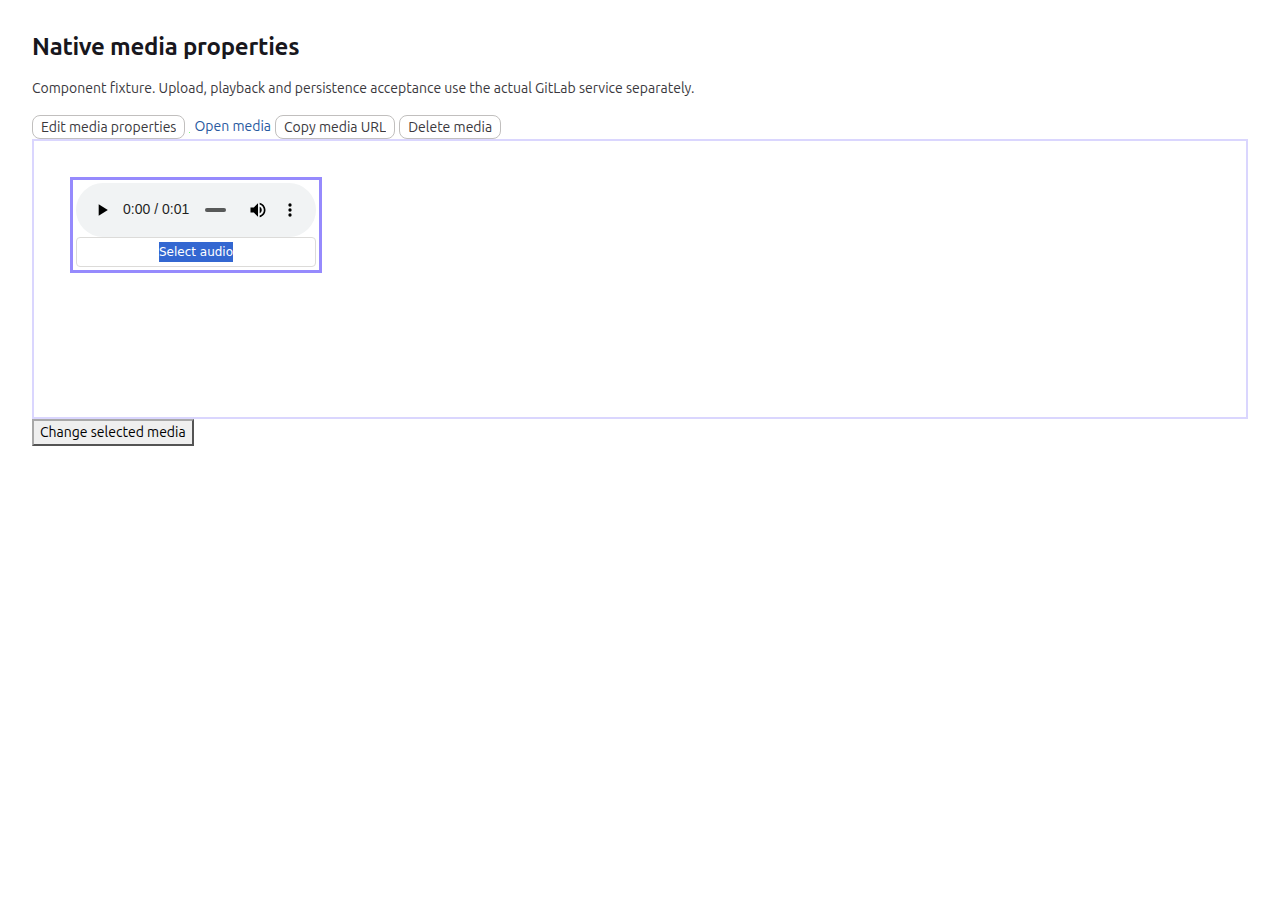 Native media properties
Component fixture. Upload, playback and persistence acceptance use the actual GitLab service separately.
Edit media properties Open media Copy media URL Delete media
0:00 / 0:01
Select audio
Change selected media